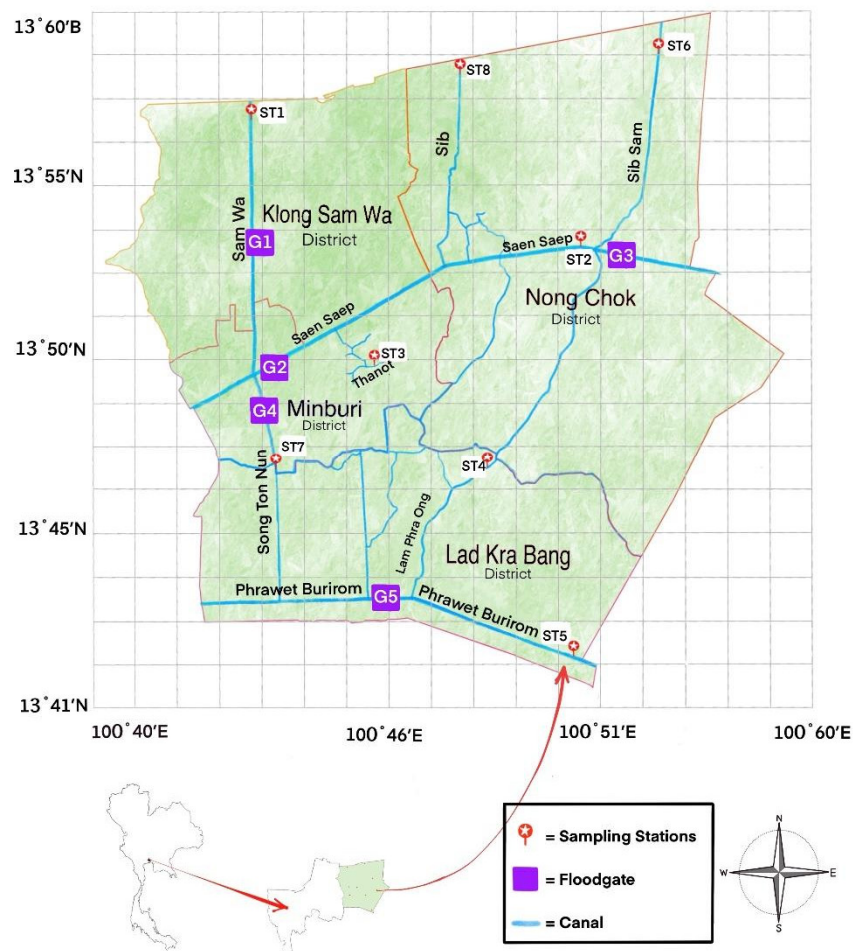 13˚60’B
ST6
ST8
ST1
Sib
Sib Sam
13˚55’N
Klong Sam Wa
District
Sam Wa
G1
Saen Saep
ST2
G3
Nong Chok
District
Saen Saep
13˚50’N
G2
ST3
Thanot
G4
Minburi
District
ST7
ST4
Song Ton Nun
Lam Phra Ong
13˚45’N
Lad Kra Bang
District
Phrawet Burirom
G5
Phrawet Burirom
ST5
13˚41’N
100˚40’E
100˚46’E
100˚51’E
100˚60’E
= Sampling Stations
= Floodgate
= Canal
N
W
E
S